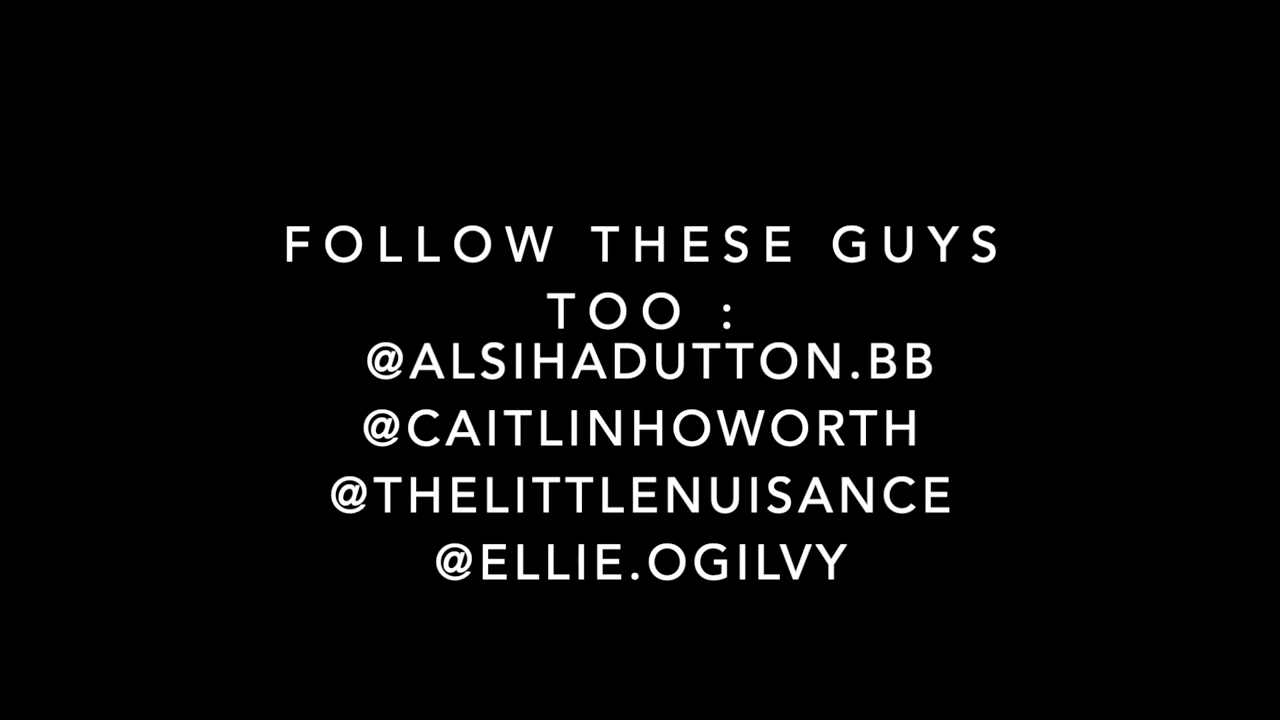 FOLLOW THESE GUYS
TOO :
@ALSIHADUTTON.BB
@CAITLINHOWORTH
@THELITTLENUISANCE
@ELLIE.OGILVY